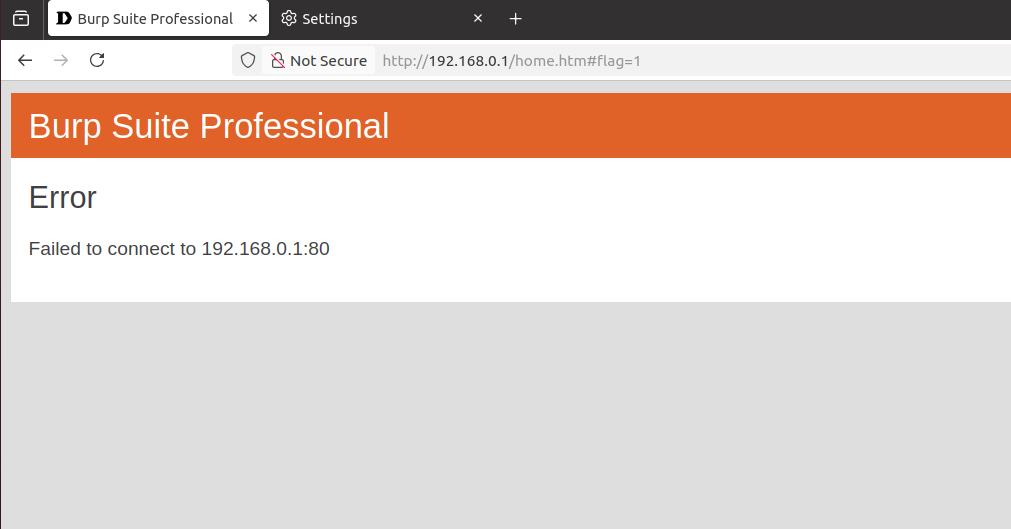 Burp Suite Professional
Settings
Not Secure
http://192.168.0.1/home.htm#flag=1
Burp Suite Professional
Error
Failed to connect to 192.168.0.1:80